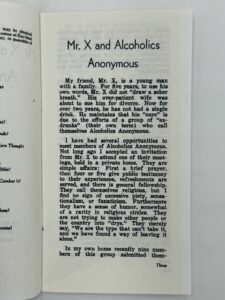 Mr. X and Alcoholics
Anonymous
My friend, Mr. X, is a young man
with a family. For five years, to use his
own words, Mr. X did not "draw a sober
breath." His over-patient wife was
about to sue him for divorce. Now for
over two years, he has not had a single
drink. He maintains that his "cure" is
due to the efforts of a group of "ex-
drunks" (their own term) who call
themselves Alcoholics Anonymous.
I have had several opportunities to
meet members of Alcoholics Anonymous.
Not long ago I accepted an invitation
from Mr. X to attend one of their meet-
ings, held in a private home. They are
simple affairs: First a brief prayer,
then four or five give public testimony
to their experiences, refreshments are
served, and there is general fellowship.
They call themselves religious, but I
find no sign of excessive piety, sensa-
tionalism, or fanaticism. Furthermore
they have a sense of humor, somewhat
of a rarity in religious circles. They
are not trying to make other people or
the country into "drys." They merely
say, "We are the type that can't take it,
and we have found a way of leaving it
alone."
In my own home recently nine mem-
bers of this group submitted them-
Three